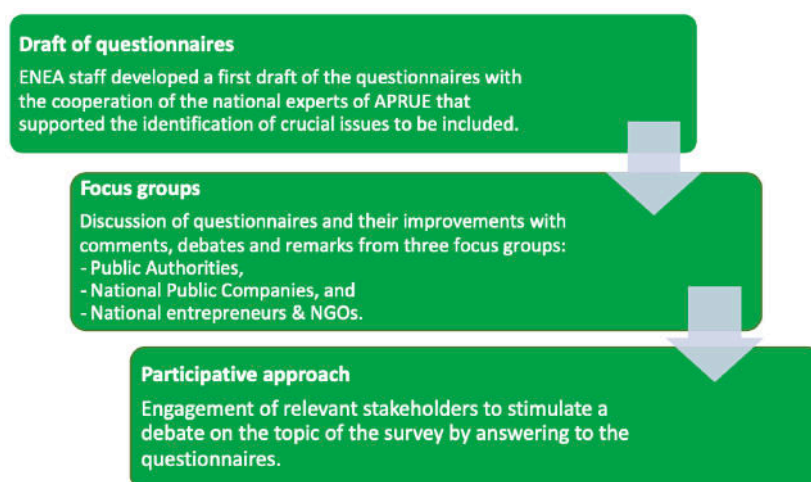 Draft of questionnaires
ENEA staff developed a first draft of the questionnaires with
the cooperation of the national experts of APRUE that
supported the identification of crucial issues to be included.
Focus groups
Discussion of questionnaires and their improvements with
comments, debates and remarks from three focus groups:
- Public Authorities,
- National Public Companies, and
- National entrepreneurs & NGOs.
Participative approach
Engagement of relevant stakeholders to stimulate a
debate on the topic of the survey by answering to the
questionnaires.